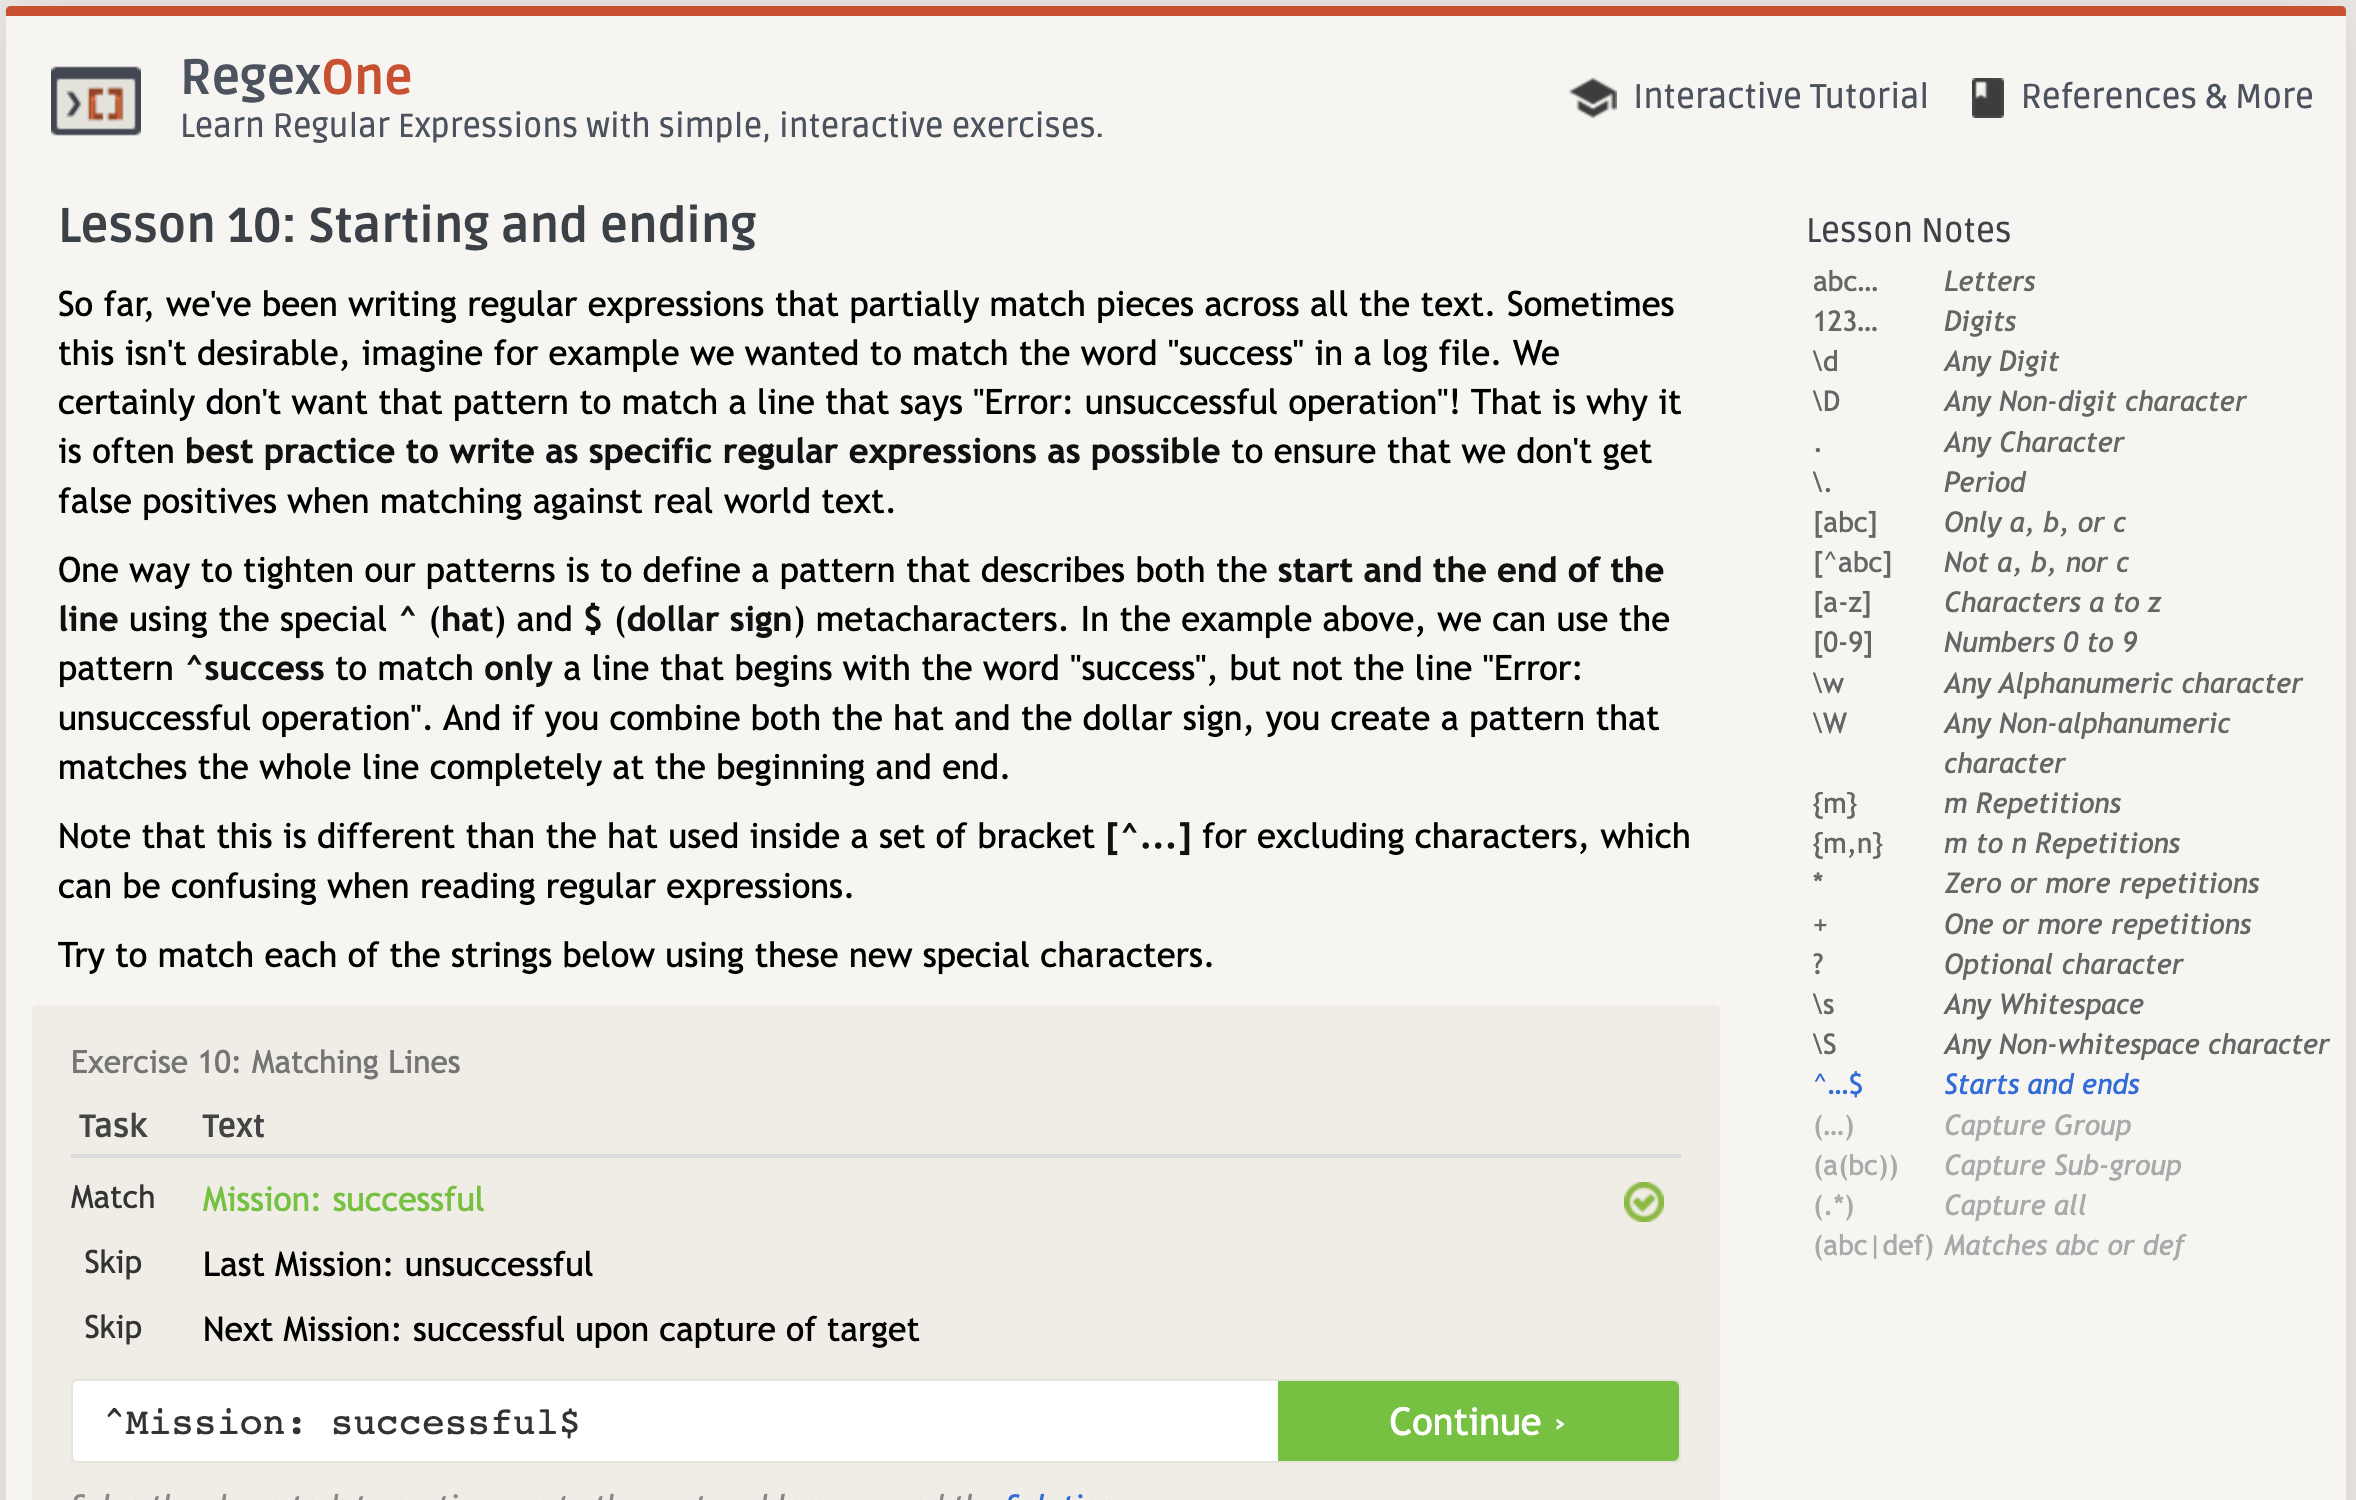 RegexOne
Learn Regular Expressions with simple, interactive exercises.
Interactive Tutorial
References & More
Lesson 10: Starting and ending
So far, we've been writing regular expressions that partially match pieces across all the text. Sometimes
this isn't desirable, imagine for example we wanted to match the word "success" in a log file. We
certainly don't want that pattern to match a line that says "Error: unsuccessful operation"! That is why it
is often best practice to write as specific regular expressions as possible to ensure that we don't get
false positives when matching against real world text.
One way to tighten our patterns is to define a pattern that describes both the start and the end of the
line using the special ^ (hat) and $ (dollar sign) metacharacters. In the example above, we can use the
pattern ^success to match only a line that begins with the word "success", but not the line "Error:
unsuccessful operation". And if you combine both the hat and the dollar sign, you create a pattern that
matches the whole line completely at the beginning and end.
Note that this is different than the hat used inside a set of bracket [^...] for excluding characters, which
can be confusing when reading regular expressions.
Try to match each of the strings below using these new special characters.
Exercise 10: Matching Lines
Task Text
Match Mission: successful
Skip Last Mission: unsuccessful
Skip Next Mission: successful upon capture of target
^Mission: successful$
Continue ›
Lesson Notes
abc… Letters
123… Digits
\d Any Digit
\D Any Non-digit character
. Any Character
\. Period
[abc] Only a, b, or c
[^abc] Not a, b, nor c
[a-z] Characters a to z
[0-9] Numbers 0 to 9
\w Any Alphanumeric character
\W Any Non-alphanumeric
character
{m} m Repetitions
{m,n} m to n Repetitions
* Zero or more repetitions
+ One or more repetitions
? Optional character
\s Any Whitespace
\S Any Non-whitespace character
^…$ Starts and ends
(…) Capture Group
(a(bc)) Capture Sub-group
(.*) Capture all
(abc|def) Matches abc or def